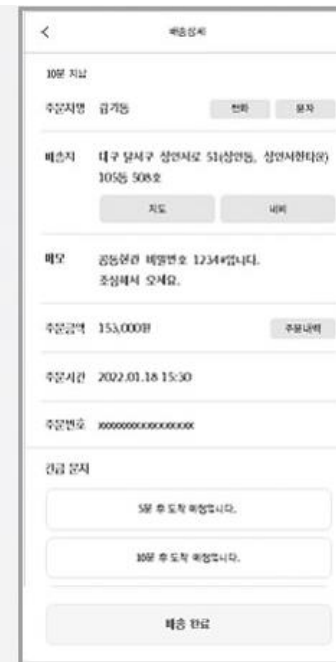 배송상세
10분 지남
주문자명 김기동 전화 문자
배송지 대구 달서구 상인서로 51(상인동, 상인서한타운)
105동 508호
지도 내비
메모 공동현관 비밀번호 1234*입니다.
조심해서 오세요.
주문금액 153,000원 주문내역
주문시간 2022.01.18 15:30
주문번호 xxxxxxxxxxxxxxxx
긴급 문자
5분 후 도착 예정입니다.
10분 후 도착 예정입니다.
배송 완료